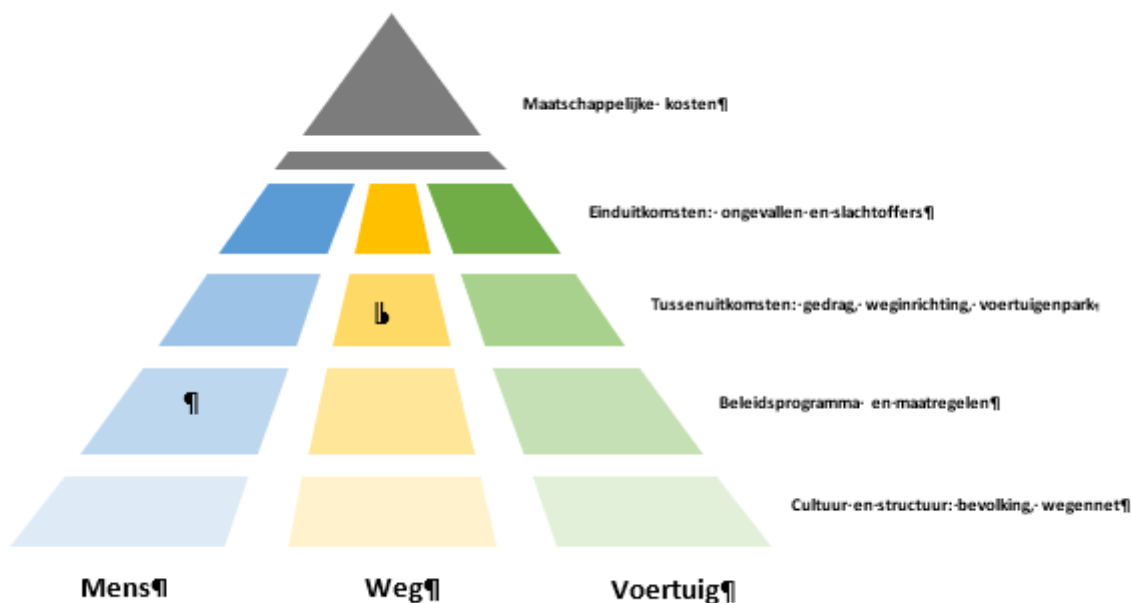 Maatschappelijke- kosten¶
Einduitkomsten:- ongevallen-en-slachtoffers¶
Tussenuitkomsten:-gedrag,- weginrichting,- voertuigenpark¶
¶
Beleidsprogramma- en-maatregelen¶
Cultuur-en-structuur:-bevolking,- wegennet¶
Mens¶ Weg¶ Voertuig¶